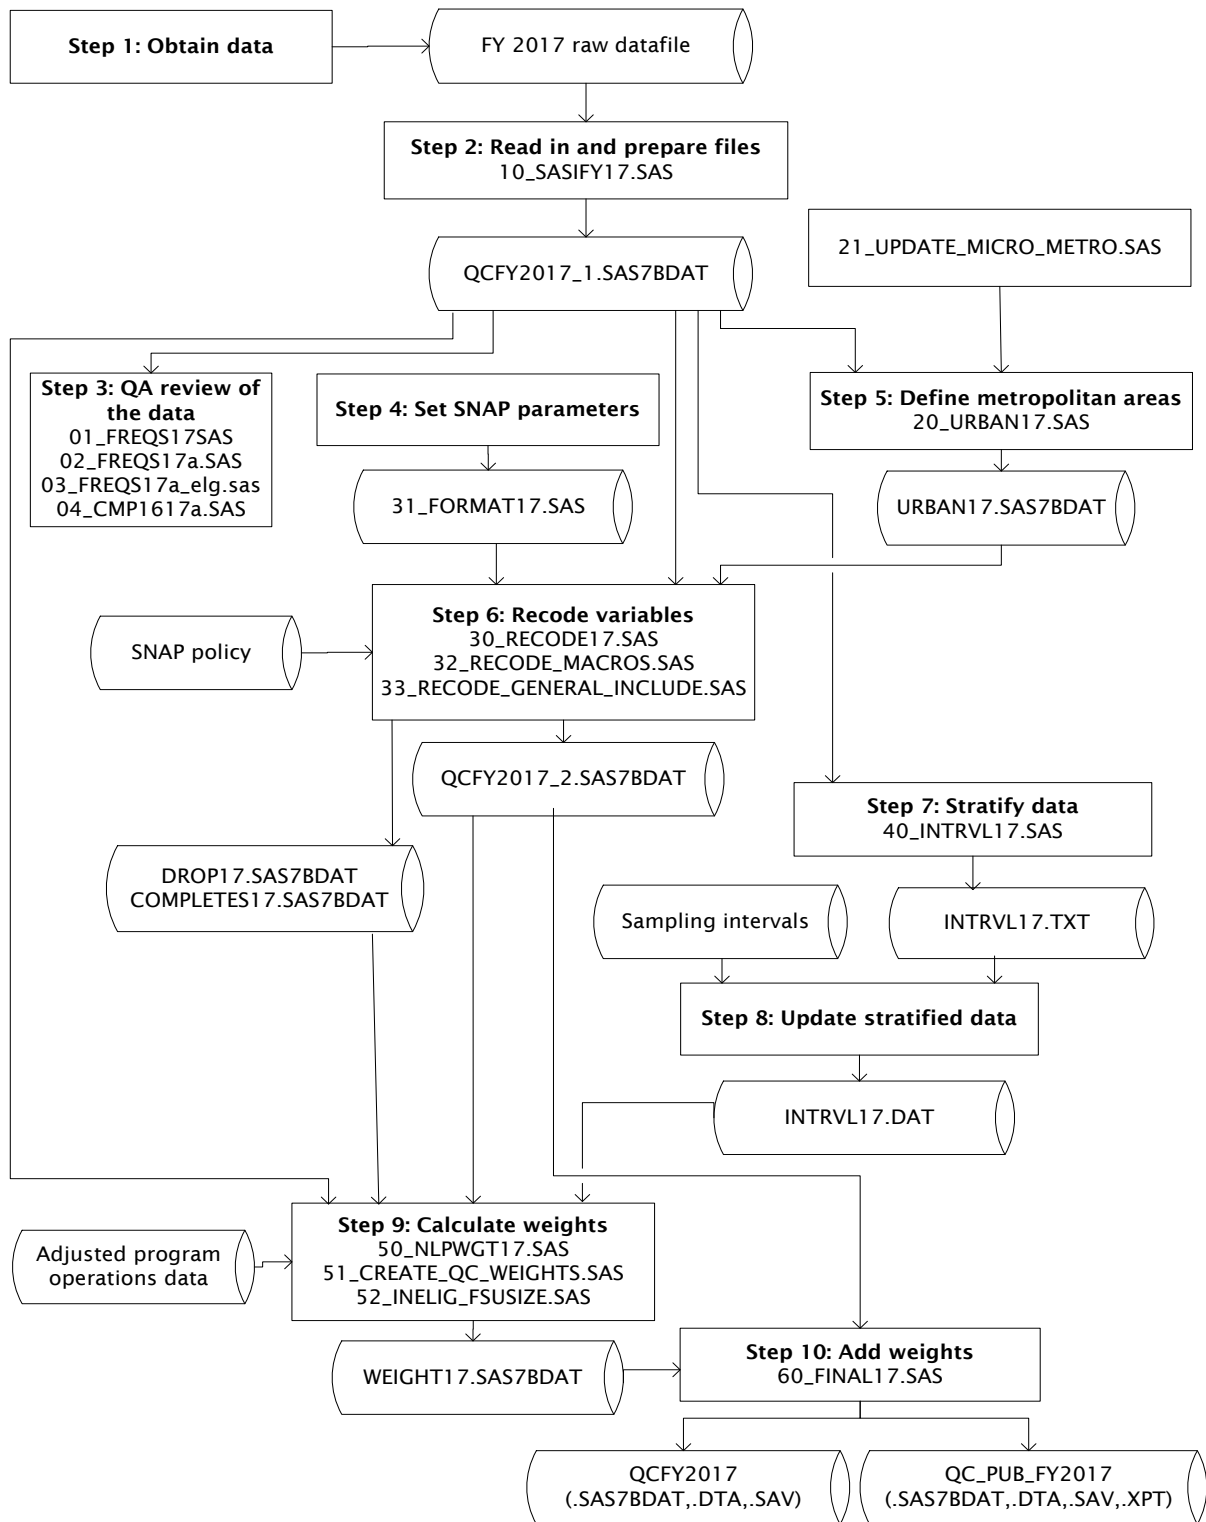 Step 1: Obtain data
FY 2017 raw datafile
Step 2: Read in and prepare files
10_SASIFY17.SAS
QCFY2017_1.SAS7BDAT
21_UPDATE_MICRO_METRO.SAS
Step 3: QA review of
the data
01_FREQS17SAS
02_FREQS17a.SAS
03_FREQS17a_elg.sas
04_CMP1617a.SAS
Step 4: Set SNAP parameters
31_FORMAT17.SAS
Step 5: Define metropolitan areas
20_URBAN17.SAS
URBAN17.SAS7BDAT
SNAP policy
Step 6: Recode variables
30_RECODE17.SAS
32_RECODE_MACROS.SAS
33_RECODE_GENERAL_INCLUDE.SAS
QCFY2017_2.SAS7BDAT
Step 7: Stratify data
40_INTRVL17.SAS
DROP17.SAS7BDAT
COMPLETES17.SAS7BDAT
Sampling intervals
INTRVL17.TXT
Step 8: Update stratified data
INTRVL17.DAT
Adjusted program
operations data
Step 9: Calculate weights
50_NLPWGT17.SAS
51_CREATE_QC_WEIGHTS.SAS
52_INELIG_FSUSIZE.SAS
WEIGHT17.SAS7BDAT
Step 10: Add weights
60_FINAL17.SAS
QCFY2017
(.SAS7BDAT,.DTA,.SAV)
QC_PUB_FY2017
(.SAS7BDAT,.DTA,.SAV,.XPT)